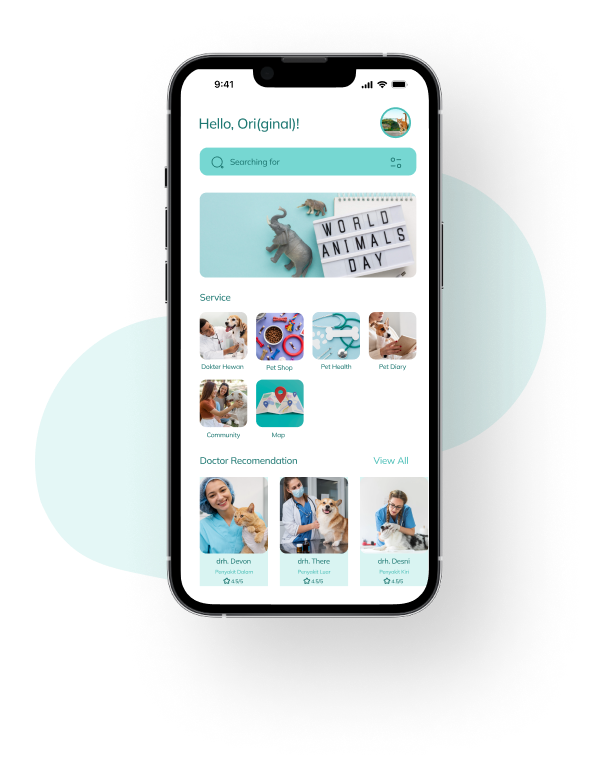 9:41
Hello, Ori(ginal)!
Searching for
WORLD
ANIMALS
DAY
Service
Dokter Hewan Pet Shop Pet Health Pet Diary
Community Map
Doctor Recomendation View All
drh. Devon drh. There drh. Desni
Penyakit Dalam Penyakit Luar Penyakit Kiri
4.5/5 4.5/5 4.5/5